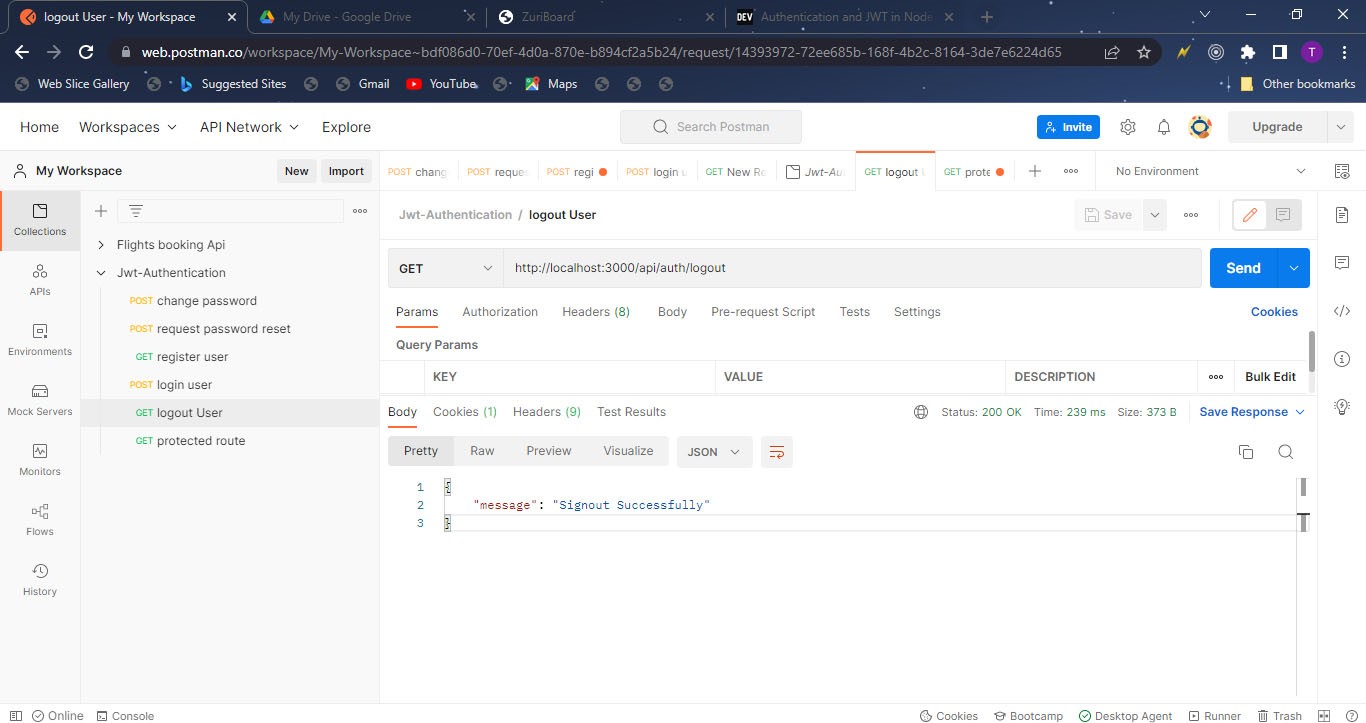 logout User - My Workspace
My Drive - Google Drive
ZuriBoard
DEV
Authentication and JWT in Node
web.postman.co/workspace/My-Workspace~bdf086d0-70ef-4d0a-870e-b894cf2a5b24/request/14393972-72ee685b-168f-4b2c-8164-3de7e6224d65
T
Web Slice Gallery
Suggested Sites
Gmail
YouTube
Maps
Other bookmarks
Home Workspaces API Network Explore
Search Postman
Invite
Upgrade
My Workspace
New Import
POST chang
POST reque
POST regi
POST login u
GET New Re
Jwt-Au
GET logout
GET prote
No Environment
Collections
APIs
Environments
Mock Servers
Monitors
Flows
History
Flights booking Api
Jwt-Authentication
POST change password
POST request password reset
GET register user
POST login user
GET logout User
GET protected route
Jwt-Authentication / logout User
Save
GET http://localhost:3000/api/auth/logout
Send
Params Authorization Headers (8) Body Pre-request Script Tests Settings Cookies
Query Params
KEY VALUE DESCRIPTION Bulk Edit
Body Cookies (1) Headers (9) Test Results Status: 200 OK Time: 239 ms Size: 373 B Save Response
Pretty Raw Preview Visualize JSON
1 {
2 "message": "Signout Successfully"
3 }
Online Console Cookies Bootcamp Desktop Agent Runner Trash